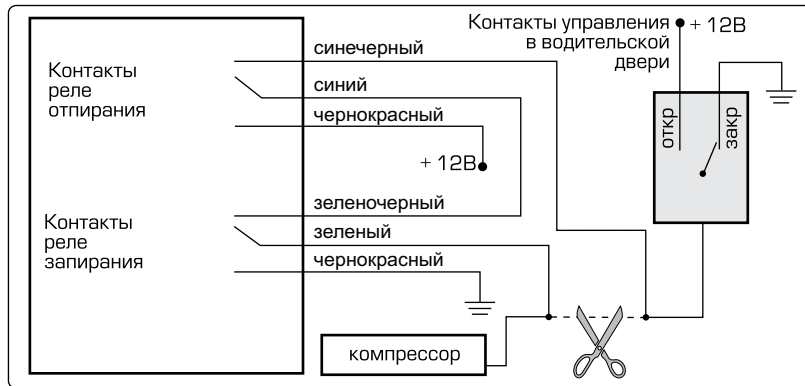 Контакты управления
в водительской
двери
+ 12В
синечерный
Контакты
реле
отпирания
синий
чернокрасный
+ 12В
откр
закр
зеленочерный
Контакты
реле
запирания
зеленый
чернокрасный
компрессор